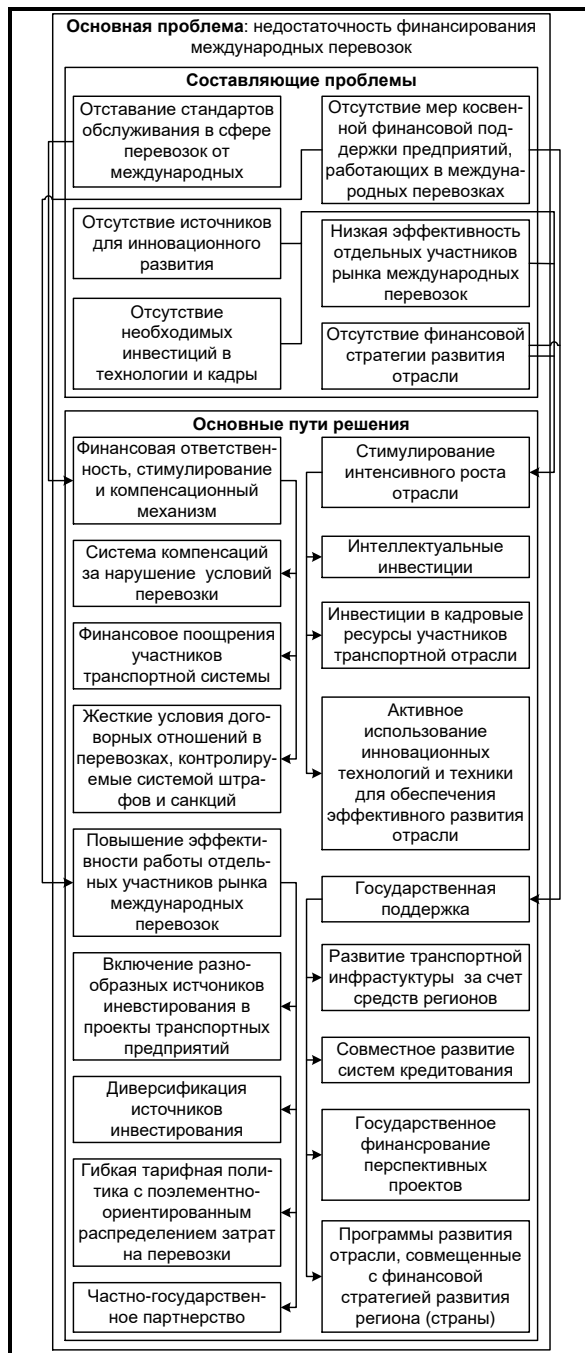 Основная проблема: недостаточность финансирования
международных перевозок
Составляющие проблемы
Отставание стандартов
обслуживания в сфере
перевозок от
международных
Отсутствие мер косвен-
ной финансовой под-
держки предприятий,
работающих в междуна-
родных перевозках
Отсутствие источников
для инновационного
развития
Низкая эффективность
отдельных участников
рынка международных
перевозок
Отсутствие
необходимых
инвестиций в
технологии и кадры
Отсутствие финансовой
стратегии развития
отрасли
Основные пути решения
Финансовая ответствен-
ность, стимулирование
и компенсационный
механизм
Стимулирование
интенсивного роста
отрасли
Система компенсаций
за нарушение условий
перевозки
Интеллектуальные
инвестиции
Финансовое поощрения
участников
транспортной системы
Инвестиции в кадровые
ресурсы участников
транспортной отрасли
Жесткие условия дого-
ворных отношений в
перевозках, контролиру-
емые системой штра-
фов и санкций
Активное
использование
инновационных
технологий и техники
для обеспечения
эффективного развития
отрасли
Повышение эффекти-
вности работы отдель-
ных участников рынка
международных
перевозок
Государственная
поддержка
Включение разно-
образных истчоников
иневстирования в
проекты транспортных
предприятий
Развитие транспортной
инфрастуктуры за счет
средств регионов
Совместное развитие
систем кредитования
Диверсификация
источников
инвестирования
Государственное
финансрование
перспективных
проектов
Гибкая тарифная поли-
тика с поэлементно-
ориентированным
распределением затрат
на перевозки
Программы развития
отрасли, совмещенные
с финансовой
стратегией развития
региона (страны)
Частно-государствен-
ное партнерство